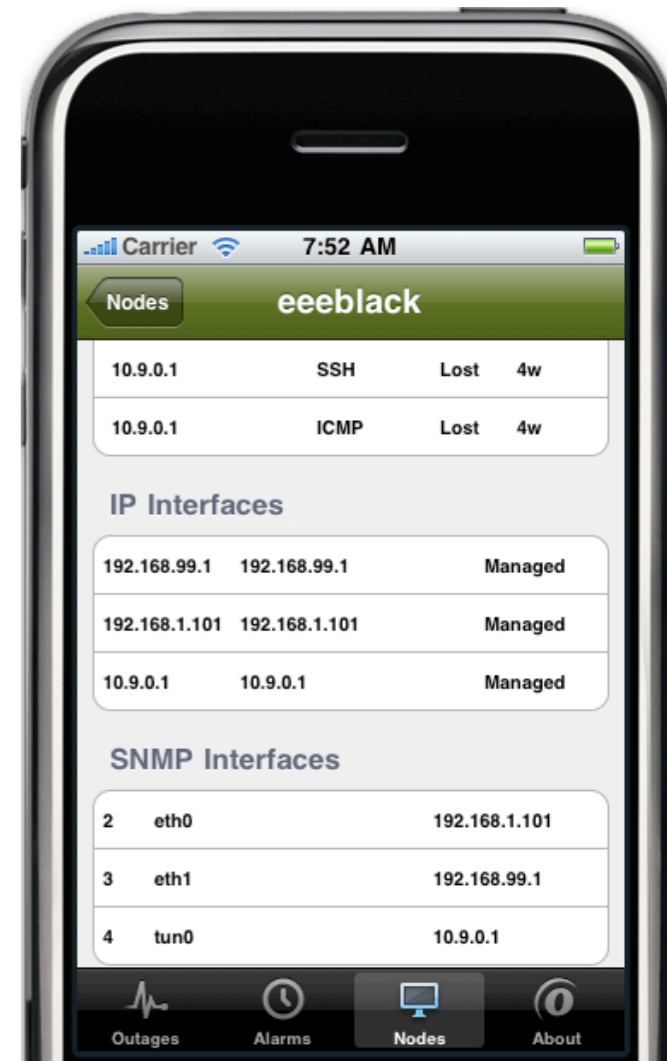 Carrier 7:52 AM
Nodes eeeblack
10.9.0.1 SSH Lost 4w
10.9.0.1 ICMP Lost 4w
IP Interfaces
192.168.99.1 192.168.99.1 Managed
192.168.1.101 192.168.1.101 Managed
10.9.0.1 10.9.0.1 Managed
SNMP Interfaces
2 eth0 192.168.1.101
3 eth1 192.168.99.1
4 tun0 10.9.0.1
Outages Alarms Nodes About